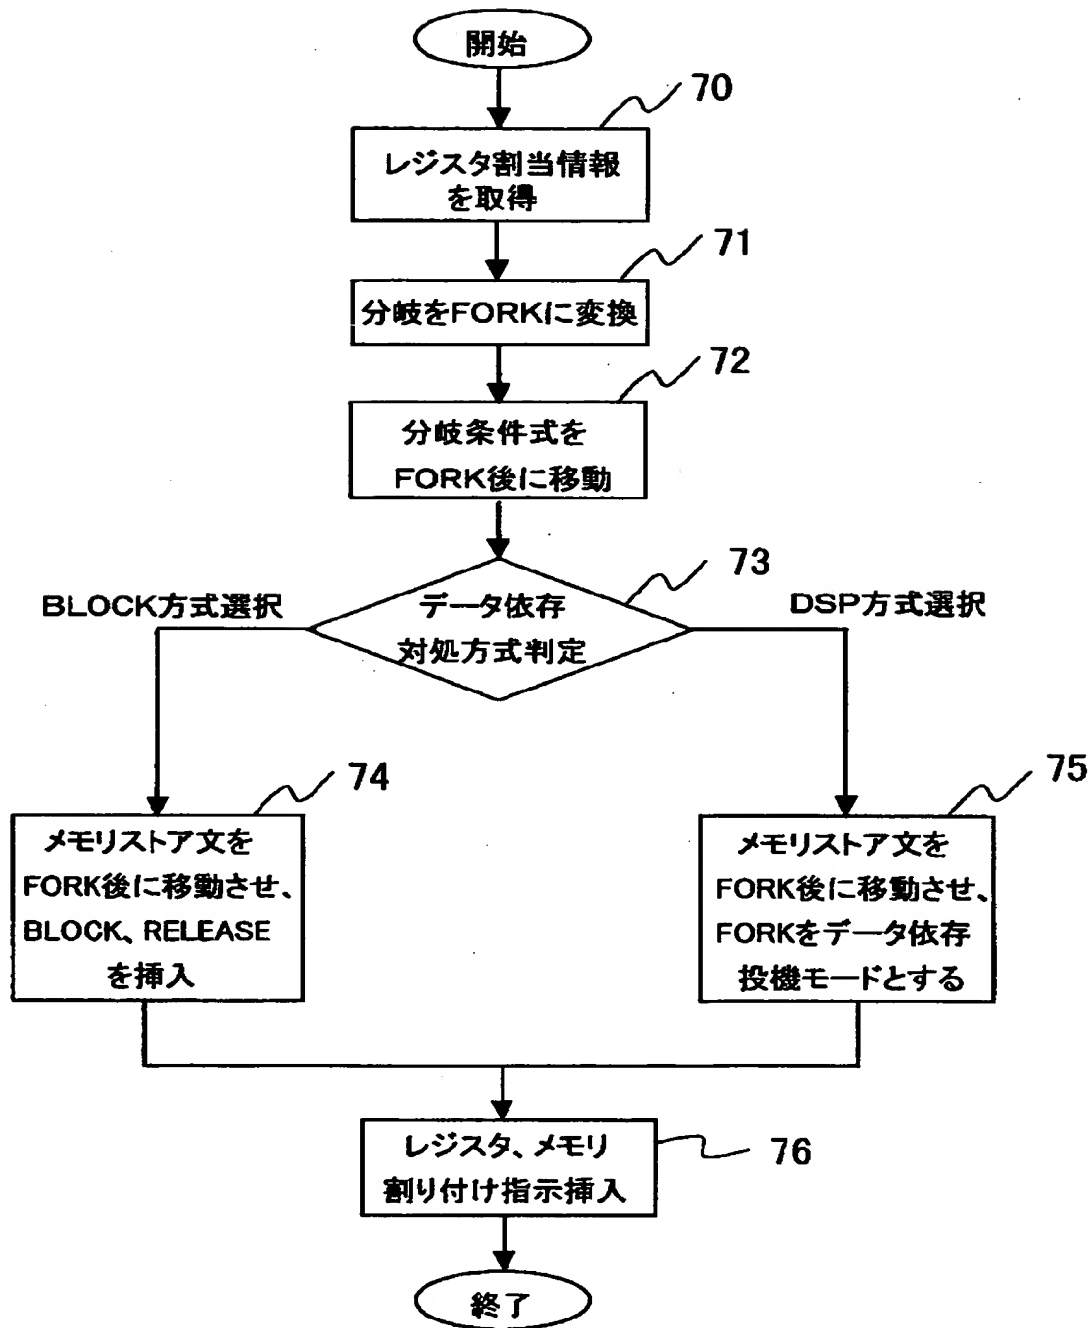 開始
70
レジスタ割当情報
を取得
71
分岐をFORKに変換
72
分岐条件式を
FORK後に移動
73
BLOCK方式選択
データ依存
対処方式判定
DSP方式選択
74
メモリストア文を
FORK後に移動させ、
BLOCK、RELEASE
を挿入
75
メモリストア文を
FORK後に移動させ、
FORKをデータ依存
投機モードとする
レジスタ、メモリ
割り付け指示挿入
76
終了